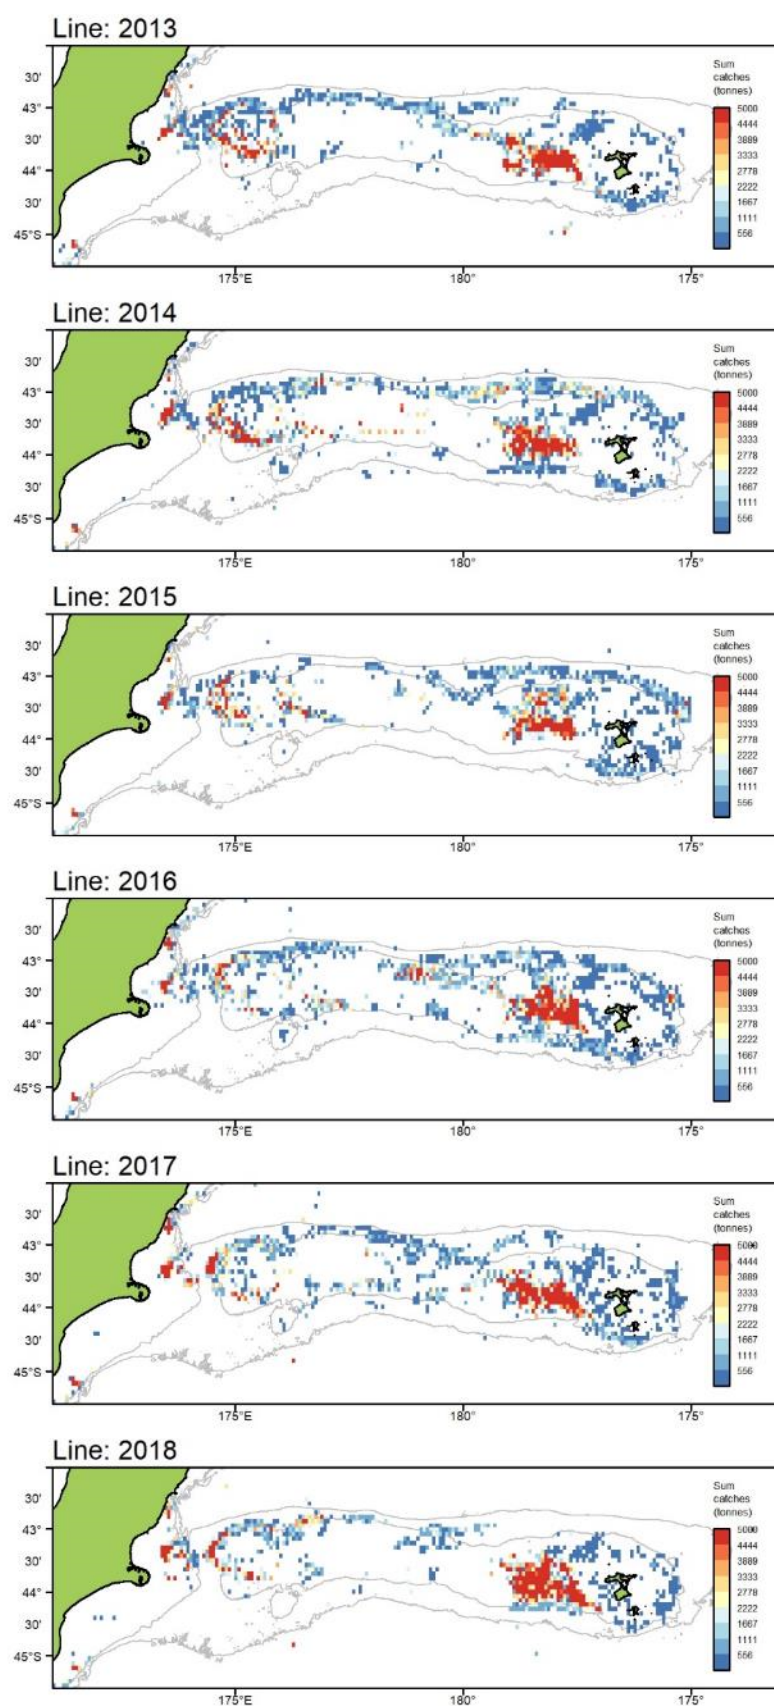 Line: 2013
Sum
catches
(tonnes)
30'
5000
43°
4444
3889
30'
3333
2778
44°
2222
1667
30'
1111
556
45°S
175°E 180° 175°
Line: 2014
Sum
catches
(tonnes)
30'
5000
43°
4444
3889
30'
3333
2778
44°
2222
1667
30'
1111
556
45°S
175°E 180° 175°
Line: 2015
Sum
catches
(tonnes)
30'
5000
43°
4444
3889
30'
3333
2778
44°
2222
1667
30'
1111
556
45°S
175°E 180° 175°
Line: 2016
Sum
catches
(tonnes)
30'
5000
43°
4444
3889
30'
3333
2778
44°
2222
1667
30'
1111
556
45°S
175°E 180° 175°
Line: 2017
Sum
catches
(tonnes)
30'
5000
43°
4444
3889
30'
3333
2778
44°
2222
1667
30'
1111
556
45°S
175°E 180° 175°
Line: 2018
Sum
catches
(tonnes)
30'
5000
43°
4444
3889
30'
3333
2778
44°
2222
1667
30'
1111
556
45°S
175°E 180° 175°